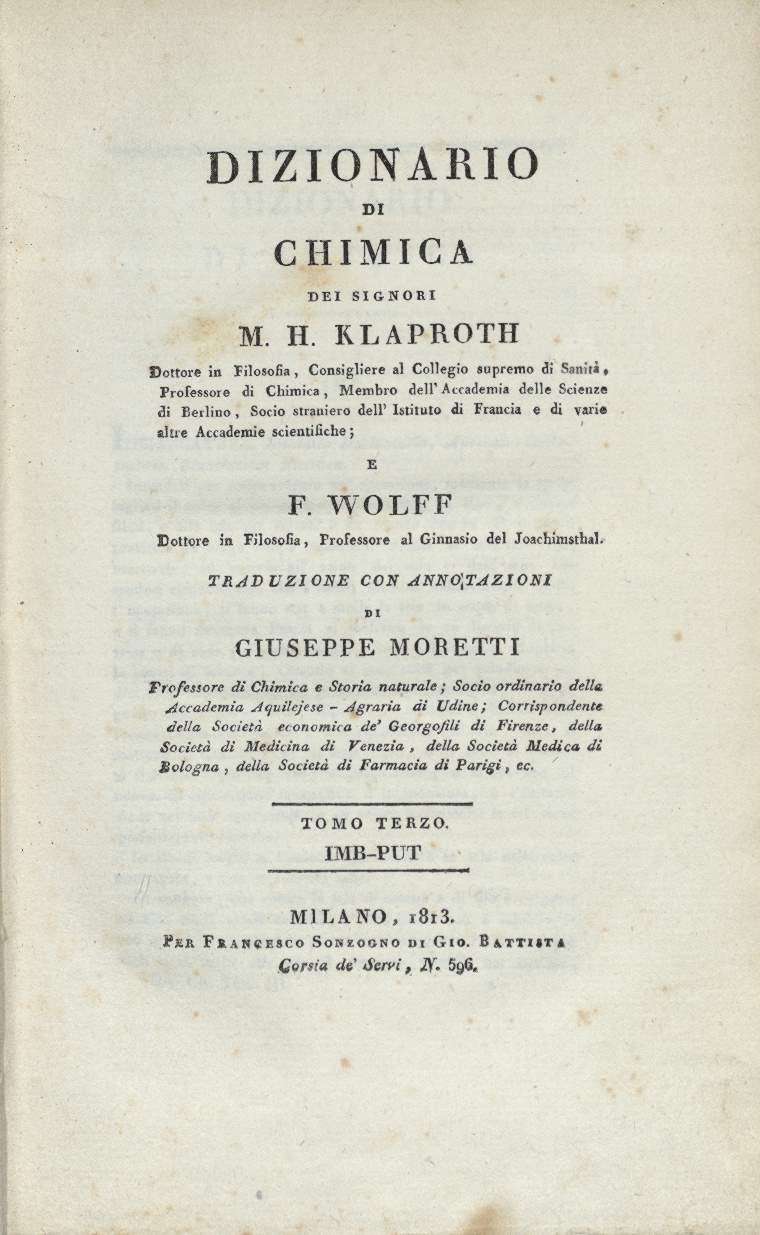 DIZIONARIO
DI
CHIMICA
DEI SIGNORI
M. H. KLAPROTH
Dottore in Filosofia, Consigliere al Collegio supremo di Sanità,
Professore di Chimica, Membro dell' Accademia delle Scienze
di Berlino, Socio straniero dell' Istituto di Francia e di varie
altre Accademie scientifiche;
E
F. WOLFF
Dottore in Filosofia, Professore al Ginnasio del Joachimsthal.
TRADUZIONE CON ANNOTAZIONI
DI
GIUSEPPE MORETTI
Professore di Chimica e Storia naturale; Socio ordinario della
Accademia Aquilejese - Agraria di Udine; Corrispondente
della Società economica de' Georgofili di Firenze, della
Società di Medicina di Venezia, della Società Medica di
Bologna, della Società di Farmacia di Parigi, ec.
TOMO TERZO.
IMB-PUT
MILANO, 1813.
PER FRANCESCO SONZOGNO DI GIO. BATTISTA
Corsia de' Servi, N. 596.